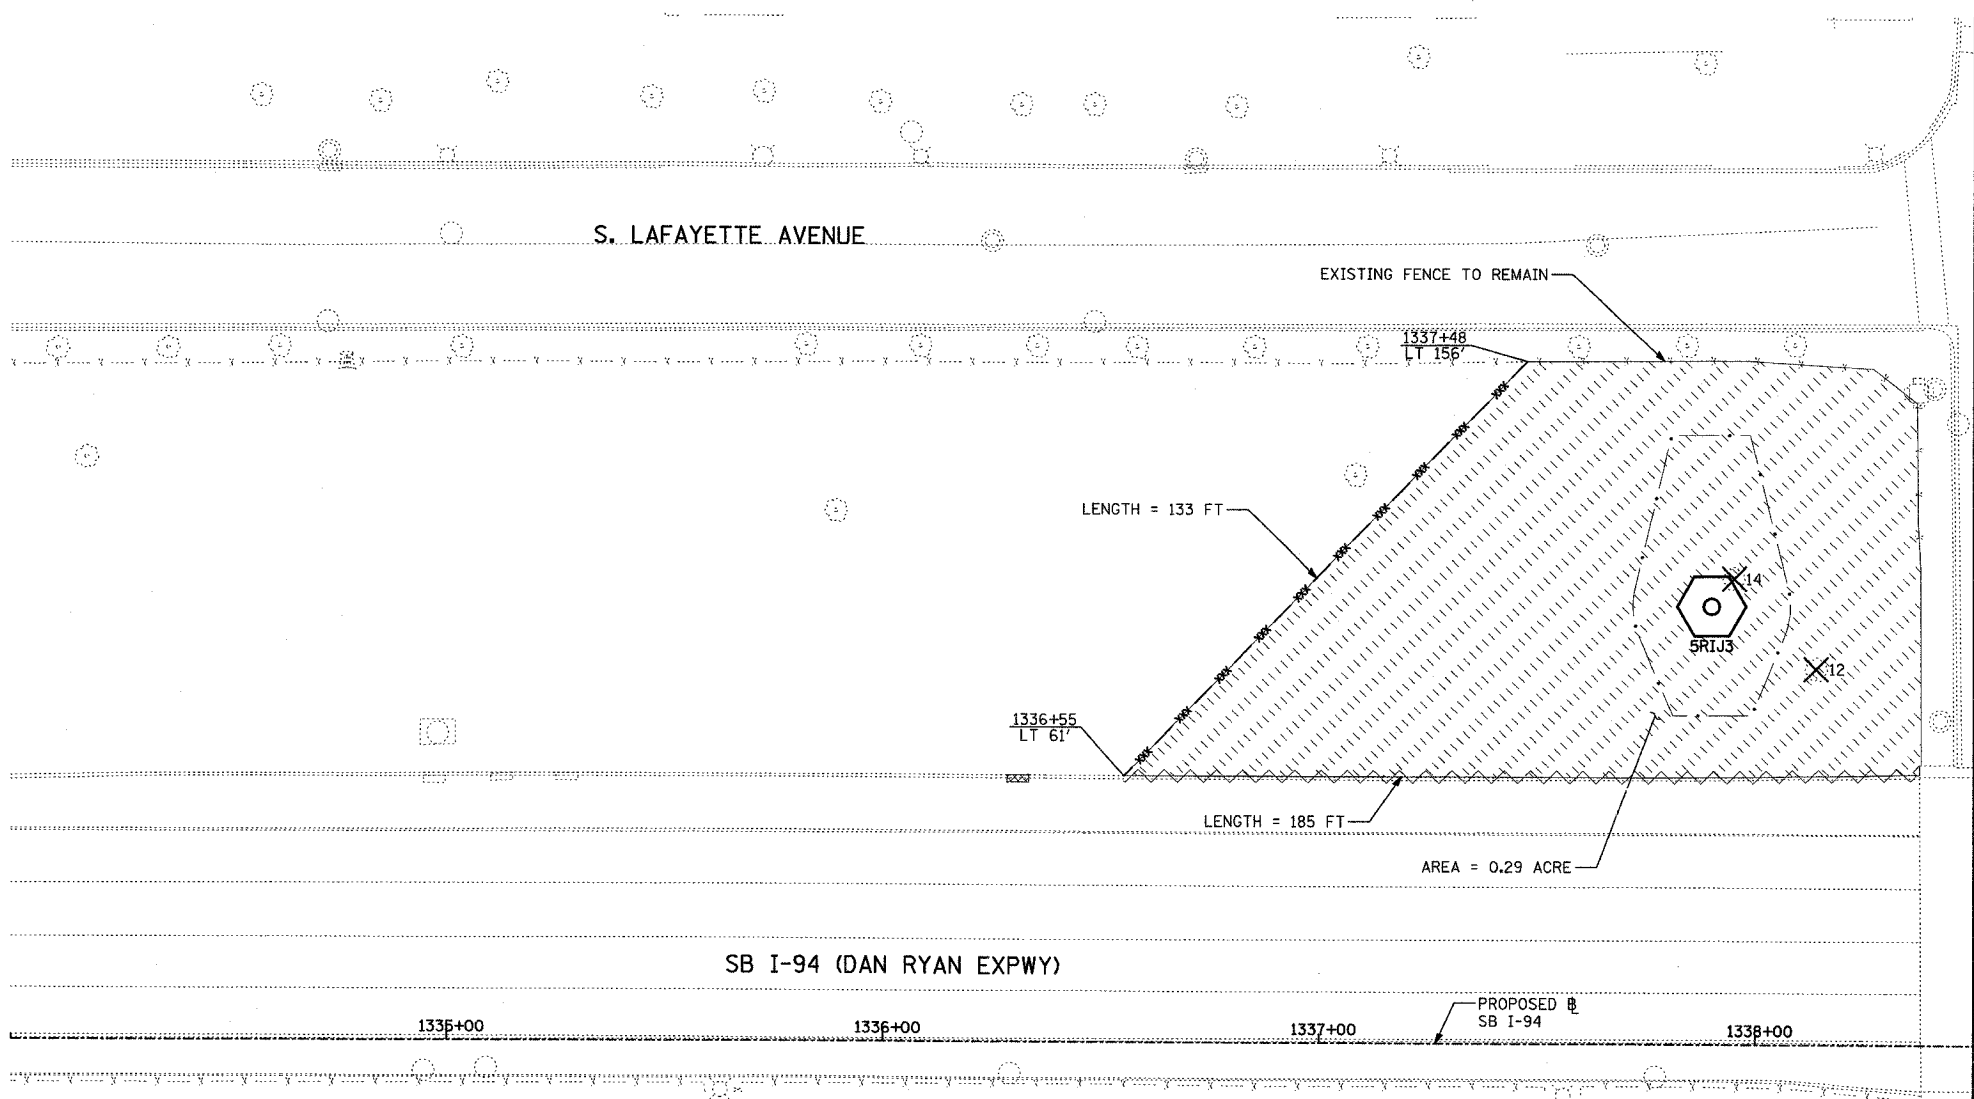 S. LAFAYETTE AVENUE
EXISTING FENCE TO REMAIN
1337+48
LT 156'
LENGTH = 133 FT
14
5RIJ3
12
1336+55
LT 61'
LENGTH = 185 FT
AREA = 0.29 ACRE
SB I-94 (DAN RYAN EXPWY)
PROPOSED ⅊
SB I-94
1335+00
1336+00
1337+00
1338+00